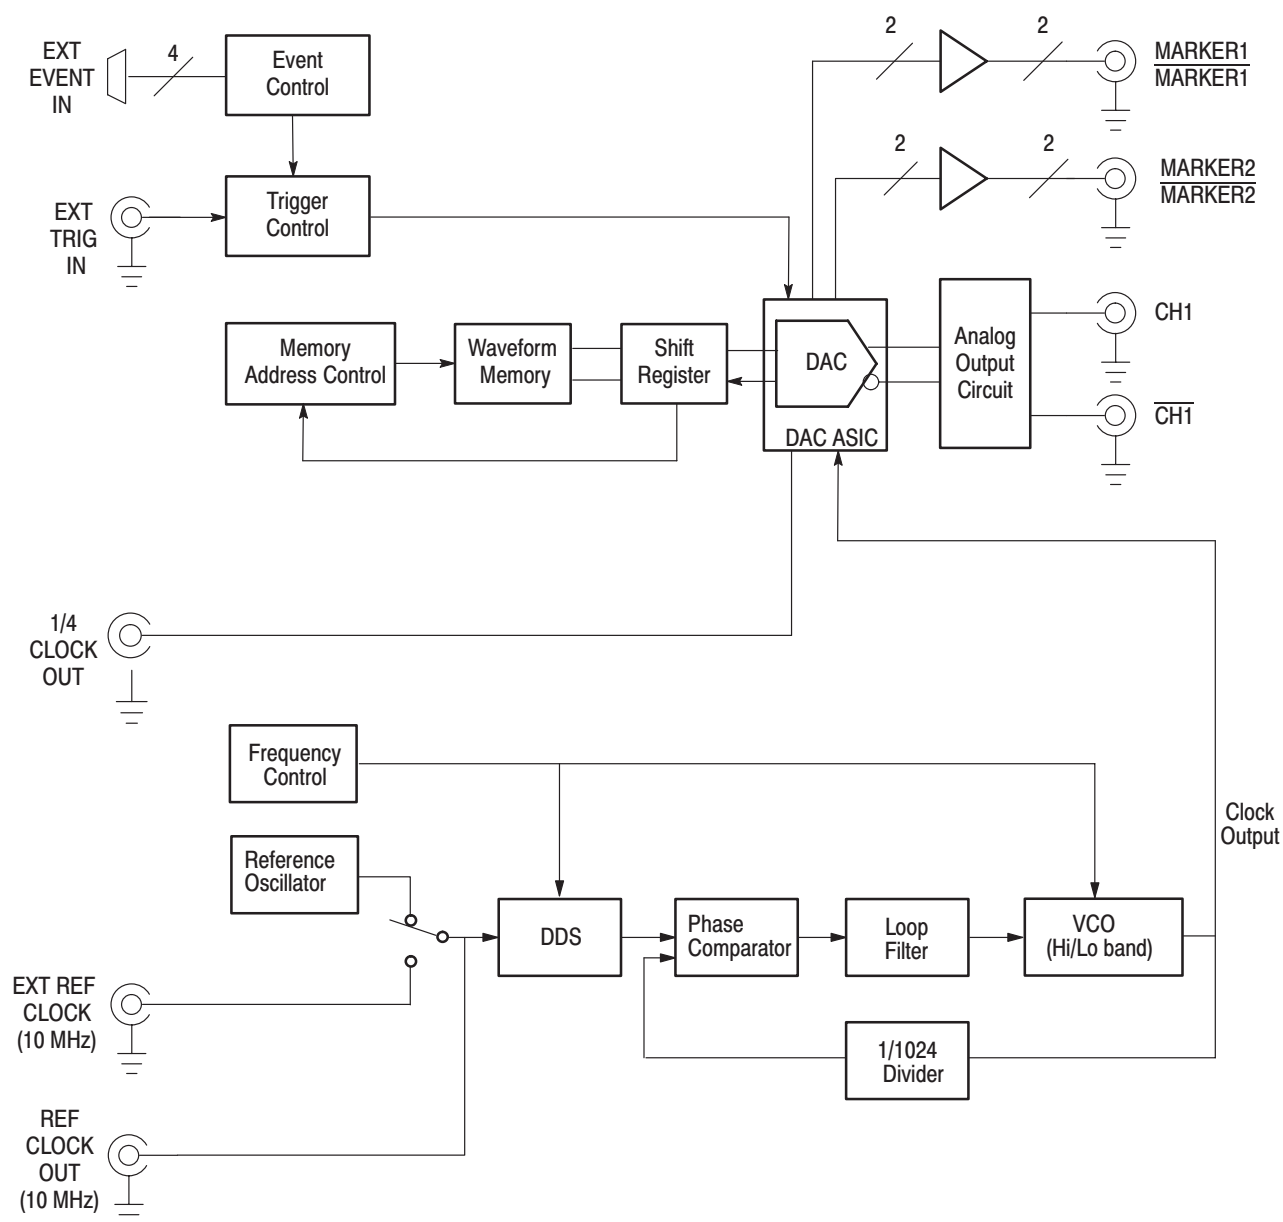 EXT
EVENT
IN
4
Event
Control
2
2
MARKER1
MARKER1
EXT
TRIG
IN
Trigger
Control
2
2
MARKER2
MARKER2
Memory
Address Control
Waveform
Memory
Shift
Register
DAC
DAC ASIC
Analog
Output
Circuit
CH1
CH1
1/4
CLOCK
OUT
Frequency
Control
Clock
Output
Reference
Oscillator
DDS
Phase
Comparator
Loop
Filter
VCO
(Hi/Lo band)
EXT REF
CLOCK
(10 MHz)
1/1024
Divider
REF
CLOCK
OUT
(10 MHz)